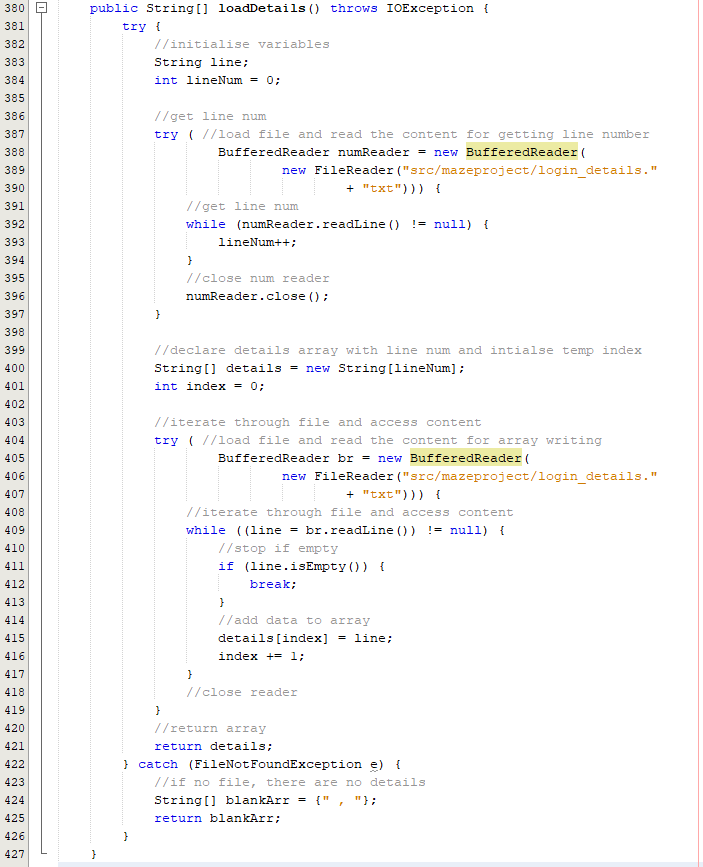 380 public String[] loadDetails() throws IOException {
381 try {
382 //initialise variables
383 String line;
384 int lineNum = 0;
385
386 //get line num
387 try ( //load file and read the content for getting line number
388 BufferedReader numReader = new BufferedReader(
389 new FileReader("src/mazeproject/login_details."
390 + "txt"))) {
391 //get line num
392 while (numReader.readLine() != null) {
393 lineNum++;
394 }
395 //close num reader
396 numReader.close();
397 }
398
399 //declare details array with line num and intialse temp index
400 String[] details = new String[lineNum];
401 int index = 0;
402
403 //iterate through file and access content
404 try ( //load file and read the content for array writing
405 BufferedReader br = new BufferedReader(
406 new FileReader("src/mazeproject/login_details."
407 + "txt"))) {
408 //iterate through file and access content
409 while ((line = br.readLine()) != null) {
410 //stop if empty
411 if (line.isEmpty()) {
412 break;
413 }
414 //add data to array
415 details[index] = line;
416 index += 1;
417 }
418 //close reader
419 }
420 //return array
421 return details;
422 } catch (FileNotFoundException e) {
423 //if no file, there are no details
424 String[] blankArr = {" , "};
425 return blankArr;
426 }
427 }